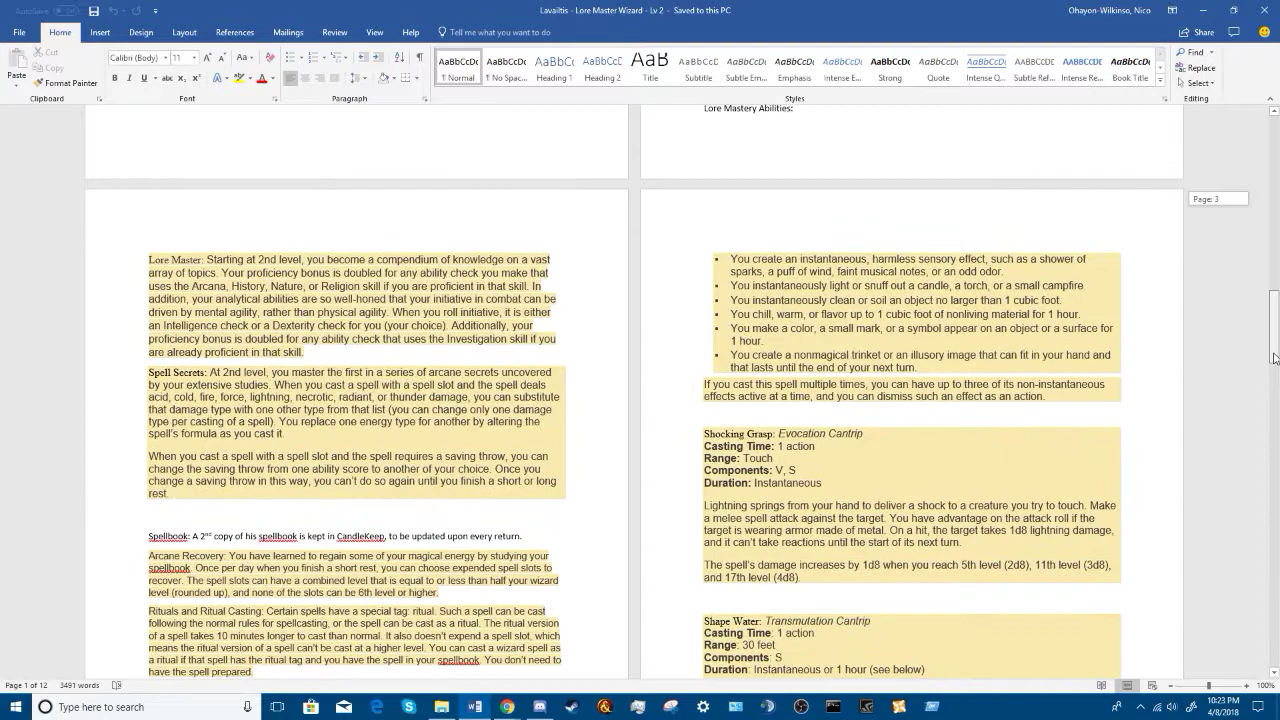 Lavaitis - Lore Master Wizard - Lv 2 - Saved to this PC
Ohayon-Wilkinso, Nico
File
Home
Insert
Design
Layout
References
Mailings
Review
View
Help
Tell me what you want to do
Share
Paste
Cut
Copy
Format Painter
Clipboard
Calibri (Body)
11
Font
Paragraph
AaBbCcDc
¶ Normal
AaBbCcDc
¶ No Spac...
AaBbCc
Heading 1
AaBbCcD
Heading 2
AaB
Title
AaBbCcD
Subtitle
AaBbCcDc
Subtle Em...
AaBbCcDc
Emphasis
AaBbCcDc
Intense E...
AaBbCcDc
Strong
AaBbCcDc
Quote
AaBbCcDc
Intense Q...
AaBbCcDc
Subtle Ref...
AABBCCDC
Intense Re...
AaBbCcDc
Book Title
Styles
Find
Replace
Select
Editing
Lore Mastery Abilities:
Page: 3
Lore Master: Starting at 2nd level, you become a compendium of knowledge on a vast
array of topics. Your proficiency bonus is doubled for any ability check you make that
uses the Arcana, History, Nature, or Religion skill if you are proficient in that skill. In
addition, your analytical abilities are so well-honed that your initiative in combat can be
driven by mental agility, rather than physical agility. When you roll initiative, it is either
an Intelligence check or a Dexterity check for you (your choice). Additionally, your
proficiency bonus is doubled for any ability check that uses the Investigation skill if you
are already proficient in that skill.
Spell Secrets: At 2nd level, you master the first in a series of arcane secrets uncovered
by your extensive studies. When you cast a spell with a spell slot and the spell deals
acid, cold, fire, force, lightning, necrotic, radiant, or thunder damage, you can substitute
that damage type with one other type from that list (you can change only one damage
type per casting of a spell). You replace one energy type for another by altering the
spell's formula as you cast it.
When you cast a spell with a spell slot and the spell requires a saving throw, you can
change the saving throw from one ability score to another of your choice. Once you
change a saving throw in this way, you can't do so again until you finish a short or long
rest.
Spellbook: A 2nd copy of his spellbook is kept in CandleKeep, to be updated upon every return.
Arcane Recovery: You have learned to regain some of your magical energy by studying your
spellbook. Once per day when you finish a short rest, you can choose expended spell slots to
recover. The spell slots can have a combined level that is equal to or less than half your wizard
level (rounded up), and none of the slots can be 6th level or higher.
Rituals and Ritual Casting: Certain spells have a special tag: ritual. Such a spell can be cast
following the normal rules for spellcasting, or the spell can be cast as a ritual. The ritual version
of a spell takes 10 minutes longer to cast than normal. It also doesn't expend a spell slot, which
means the ritual version of a spell can't be cast at a higher level. You can cast a wizard spell as
a ritual if that spell has the ritual tag and you have the spell in your spellbook. You don't need to
have the spell prepared.
▪ You create an instantaneous, harmless sensory effect, such as a shower of
sparks, a puff of wind, faint musical notes, or an odd odor.
▪ You instantaneously light or snuff out a candle, a torch, or a small campfire.
▪ You instantaneously clean or soil an object no larger than 1 cubic foot.
▪ You chill, warm, or flavor up to 1 cubic foot of nonliving material for 1 hour.
▪ You make a color, a small mark, or a symbol appear on an object or a surface for
1 hour.
▪ You create a nonmagical trinket or an illusory image that can fit in your hand and
that lasts until the end of your next turn.
If you cast this spell multiple times, you can have up to three of its non-instantaneous
effects active at a time, and you can dismiss such an effect as an action.
Shocking Grasp: Evocation Cantrip
Casting Time: 1 action
Range: Touch
Components: V, S
Duration: Instantaneous
Lightning springs from your hand to deliver a shock to a creature you try to touch. Make
a melee spell attack against the target. You have advantage on the attack roll if the
target is wearing armor made of metal. On a hit, the target takes 1d8 lightning damage,
and it can't take reactions until the start of its next turn.
The spell's damage increases by 1d8 when you reach 5th level (2d8), 11th level (3d8),
and 17th level (4d8).
Shape Water: Transmutation Cantrip
Casting Time: 1 action
Range: 30 feet
Components: S
Duration: Instantaneous or 1 hour (see below)
Page 1 of 12
3491 words
100%
Type here to search
10:23 PM
4/8/2018